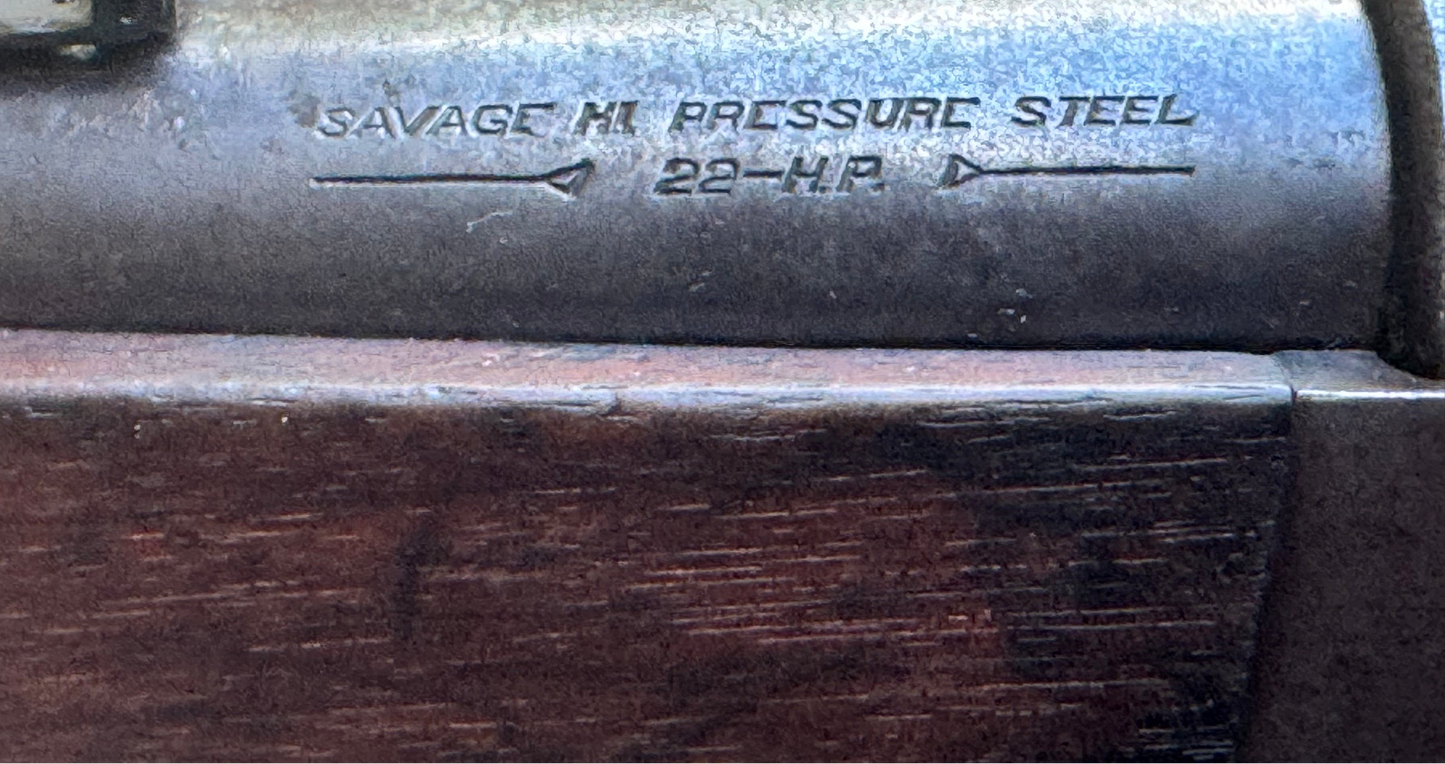 SAVAGE HI PRESSURE STEEL
22-H.P.